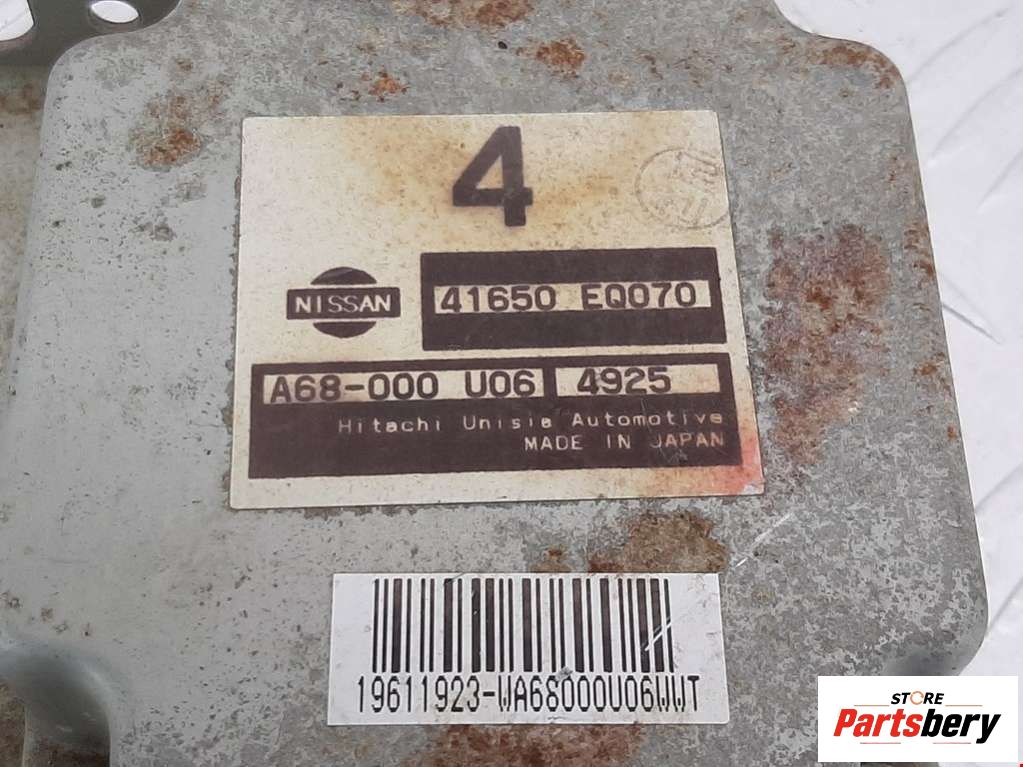 4
NISSAN
41650 EQ070
A68-000 U06 4925
Hitachi Unisia Automotive
MADE IN JAPAN
19611923-WA68000U06WWT
STORE
Partsbery